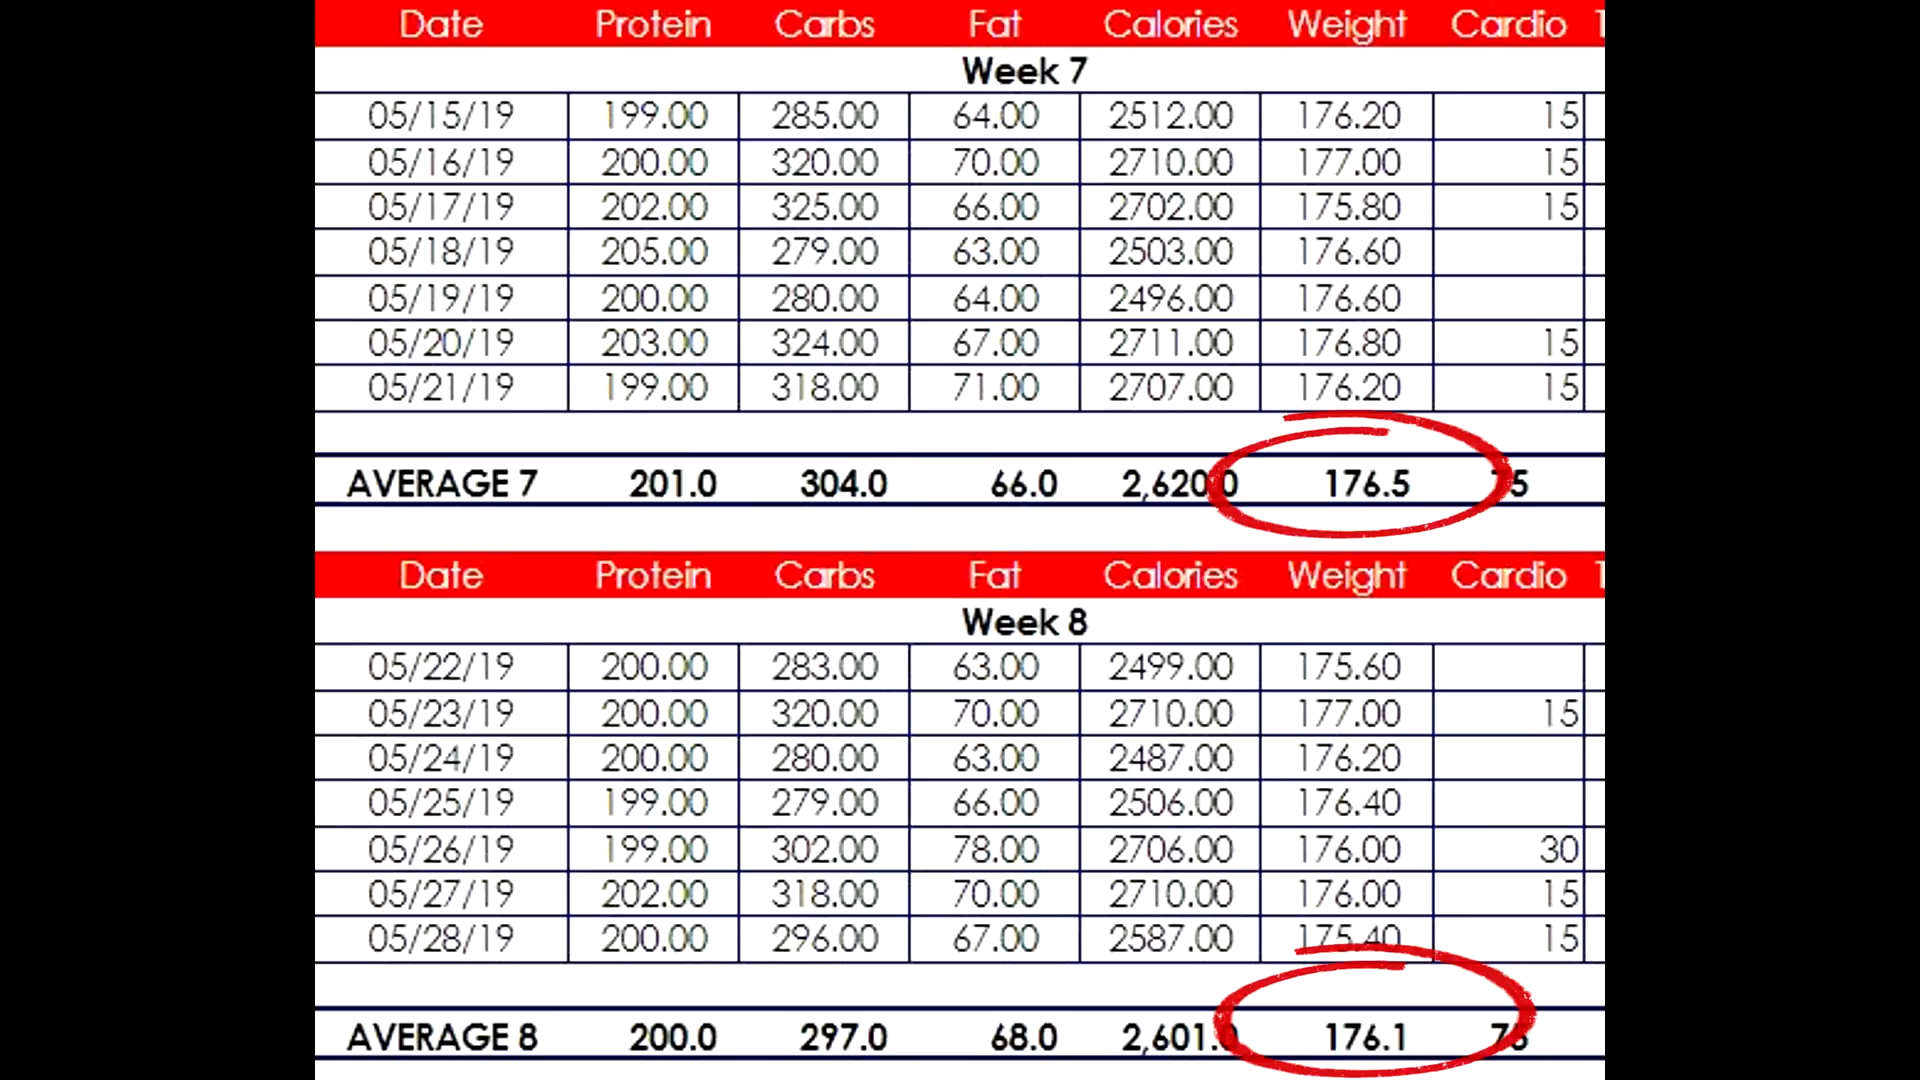 Date Protein Carbs Fat Calories Weight Cardio
Week 7
05/15/19 199.00 285.00 64.00 2512.00 176.20 15
05/16/19 200.00 320.00 70.00 2710.00 177.00 15
05/17/19 202.00 325.00 66.00 2702.00 175.80 15
05/18/19 205.00 279.00 63.00 2503.00 176.60
05/19/19 200.00 280.00 64.00 2496.00 176.60
05/20/19 203.00 324.00 67.00 2711.00 176.80 15
05/21/19 199.00 318.00 71.00 2707.00 176.20 15
AVERAGE 7 201.0 304.0 66.0 2,620.0 176.5 75
Date Protein Carbs Fat Calories Weight Cardio
Week 8
05/22/19 200.00 283.00 63.00 2499.00 175.60
05/23/19 200.00 320.00 70.00 2710.00 177.00 15
05/24/19 200.00 280.00 63.00 2487.00 176.20
05/25/19 199.00 279.00 66.00 2506.00 176.40
05/26/19 199.00 302.00 78.00 2706.00 176.00 30
05/27/19 202.00 318.00 70.00 2710.00 176.00 15
05/28/19 200.00 296.00 67.00 2587.00 175.40 15
AVERAGE 8 200.0 297.0 68.0 2,601.0 176.1 75